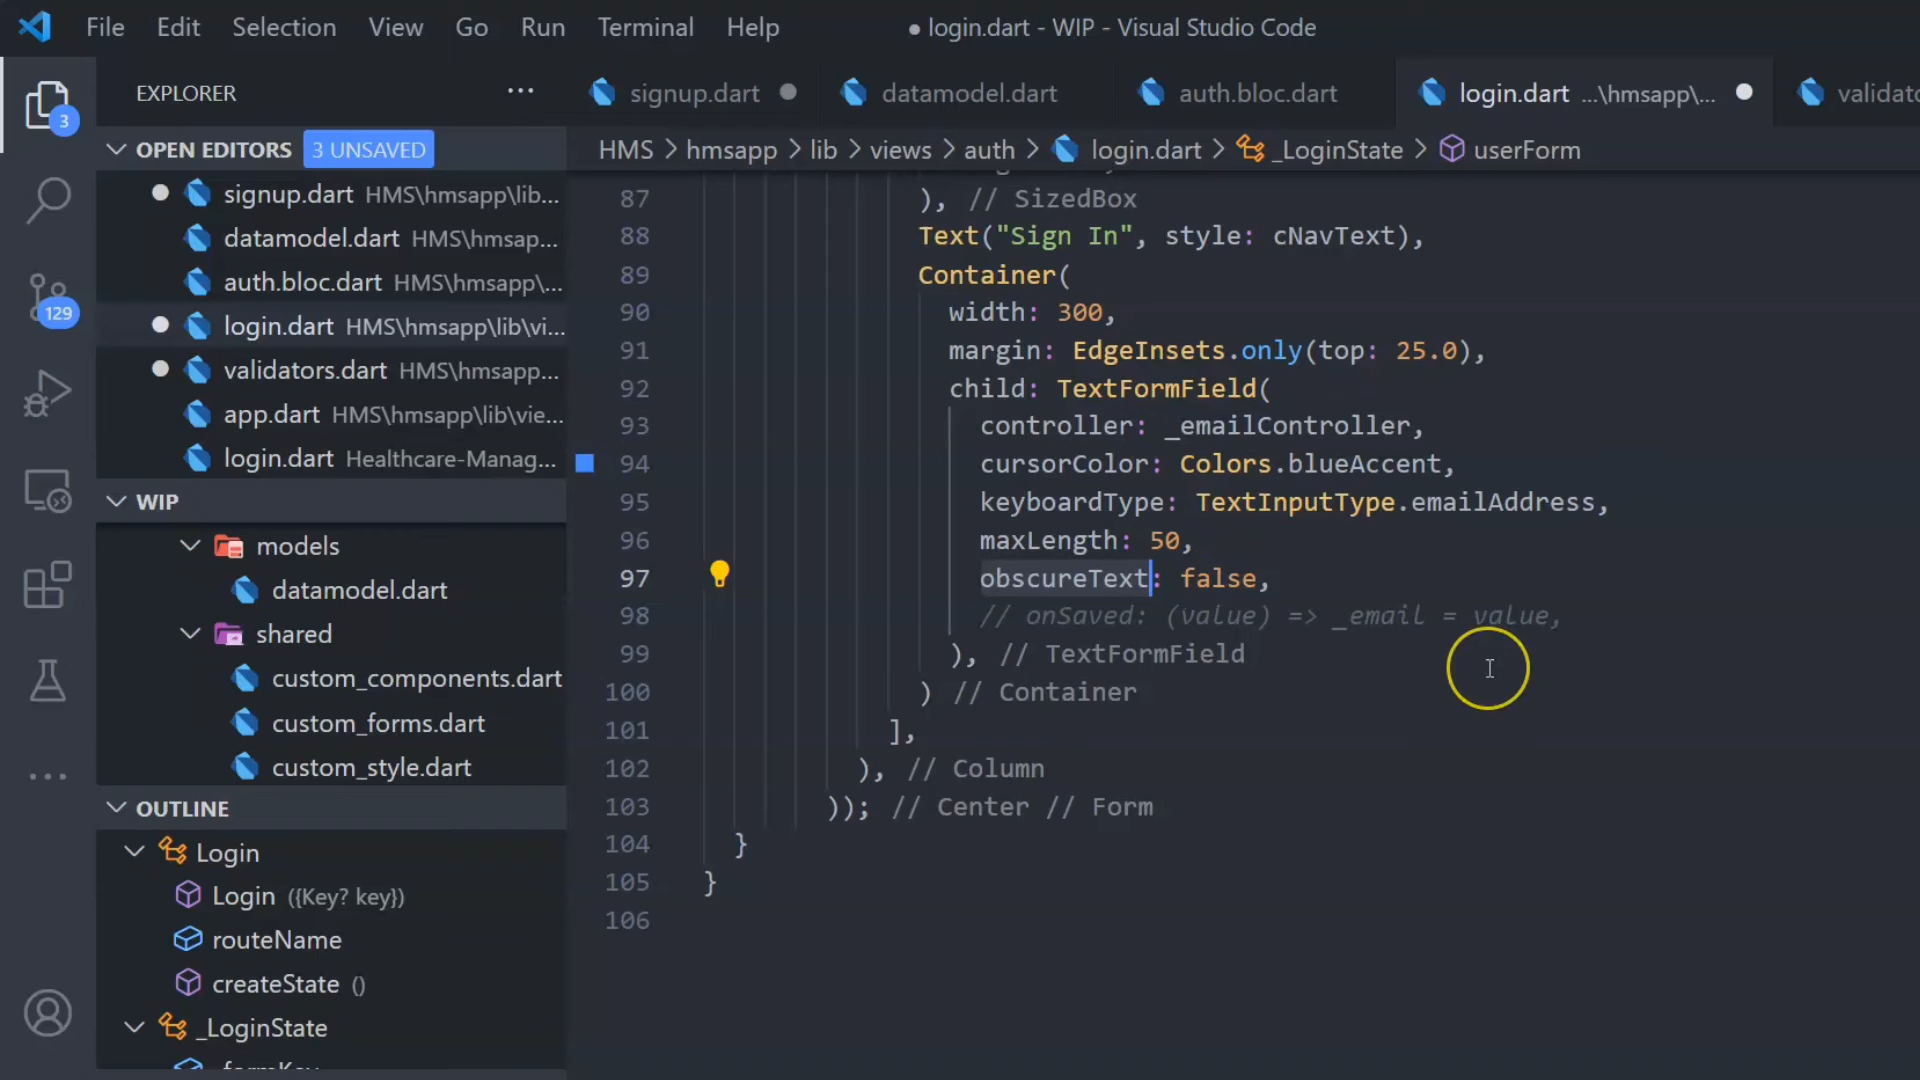 File Edit Selection View Go Run Terminal Help
● login.dart - WIP - Visual Studio Code
3
129
EXPLORER ...
OPEN EDITORS 3 UNSAVED
signup.dart HMS\hmsapp\lib...
datamodel.dart HMS\hmsap...
auth.bloc.dart HMS\hmsapp\...
login.dart HMS\hmsapp\lib\vi...
validators.dart HMS\hmsapp...
app.dart HMS\hmsapp\lib\vie...
login.dart Healthcare-Manag...
WIP
models
datamodel.dart
shared
custom_components.dart
custom_forms.dart
custom_style.dart
OUTLINE
Login
Login ({Key? key})
routeName
createState ()
_LoginState
signup.dart datamodel.dart auth.bloc.dart login.dart ...\hmsapp\...
HMS > hmsapp > lib > views > auth > login.dart > _LoginState > userForm
87 ), // SizedBox
88 Text("Sign In", style: cNavText),
89 Container(
90 width: 300,
91 margin: EdgeInsets.only(top: 25.0),
92 child: TextFormField(
93 controller: _emailController,
94 cursorColor: Colors.blueAccent,
95 keyboardType: TextInputType.emailAddress,
96 maxLength: 50,
97 obscureText: false,
98 // onSaved: (value) => _email = value,
99 ), // TextFormField
100 ) // Container
101 ],
102 ), // Column
103 )); // Center // Form
104 }
105 }
106